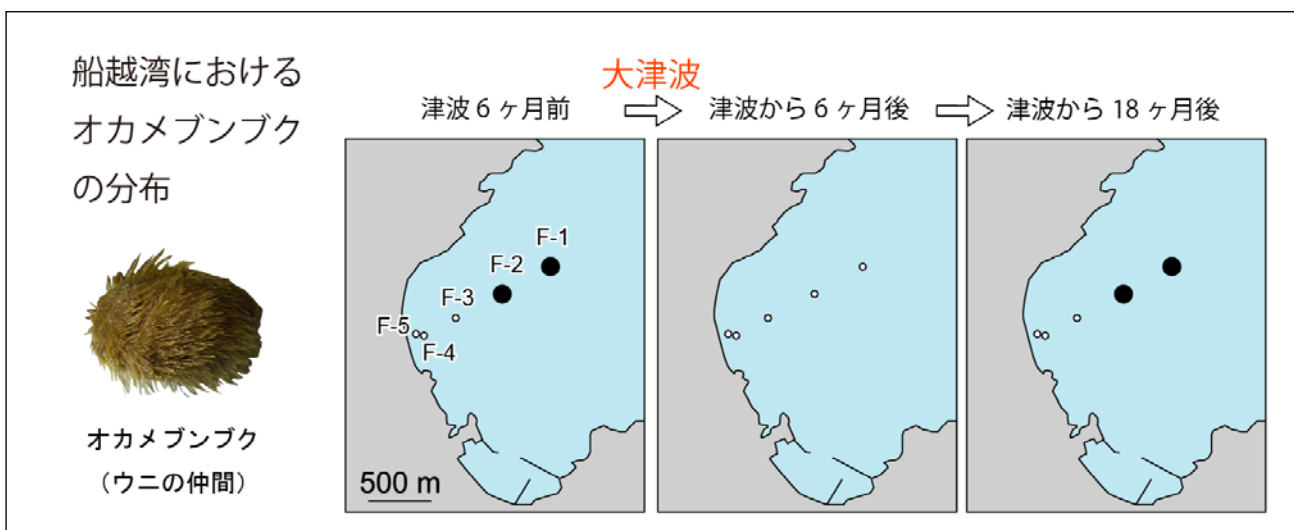 船越湾における
オカメブンブク
の分布
オカメブンブク
（ウニの仲間）
大津波
津波 6 ヶ月前
津波から 6 ヶ月後
津波から 18 ヶ月後
F-1
F-2
F-3
F-5
F-4
500 m